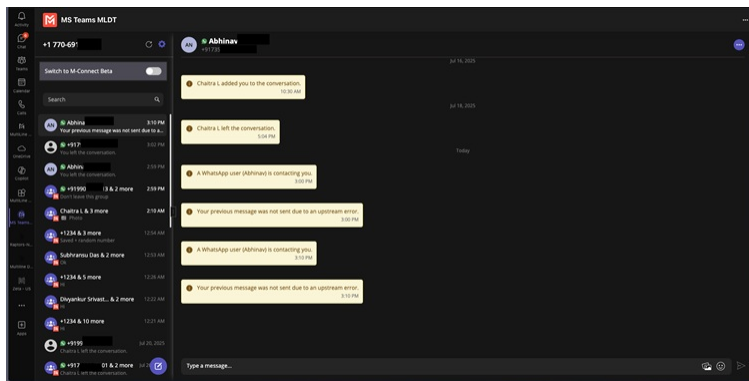 Activity
MS Teams MLDT
Chat
+1 770-69
Abhinav
+91735
Teams
Switch to M-Connect Beta
Calendar
Search
Calls
Abhina
3:10 PM
Your previous message was not sent due to a...
+917
3:02 PM
You left the conversation.
OneDrive
Abhin
2:59 PM
You left the conversation.
Copilot
+91990 3 & 2 more
2:59 PM
Don't leave this group
Chaitra L & 3 more
2:10 AM
Photo
MS Teams...
+1234 & 3 more
12:54 AM
Saved + random number
Subhransu Das & 2 more
12:53 AM
Ok
+1234 & 5 more
12:26 AM
Hi
Divyankur Srivast... & 2 more
12:22 AM
Hi
+1234 & 10 more
12:21 AM
Hi
Apps
+9199
Jul 20, 2025
Chaitra L left the conversation.
+917 01 & 2 more
Jul 2
Chaitra L left the conversation.
Jul 16, 2025
Chaitra L added you to the conversation.
10:30 AM
Jul 18, 2025
Chaitra L left the conversation.
5:04 PM
Today
A WhatsApp user (Abhinav) is contacting you.
3:00 PM
Your previous message was not sent due to an upstream error.
3:00 PM
A WhatsApp user (Abhinav) is contacting you.
3:10 PM
Your previous message was not sent due to an upstream error.
3:10 PM
Type a message...